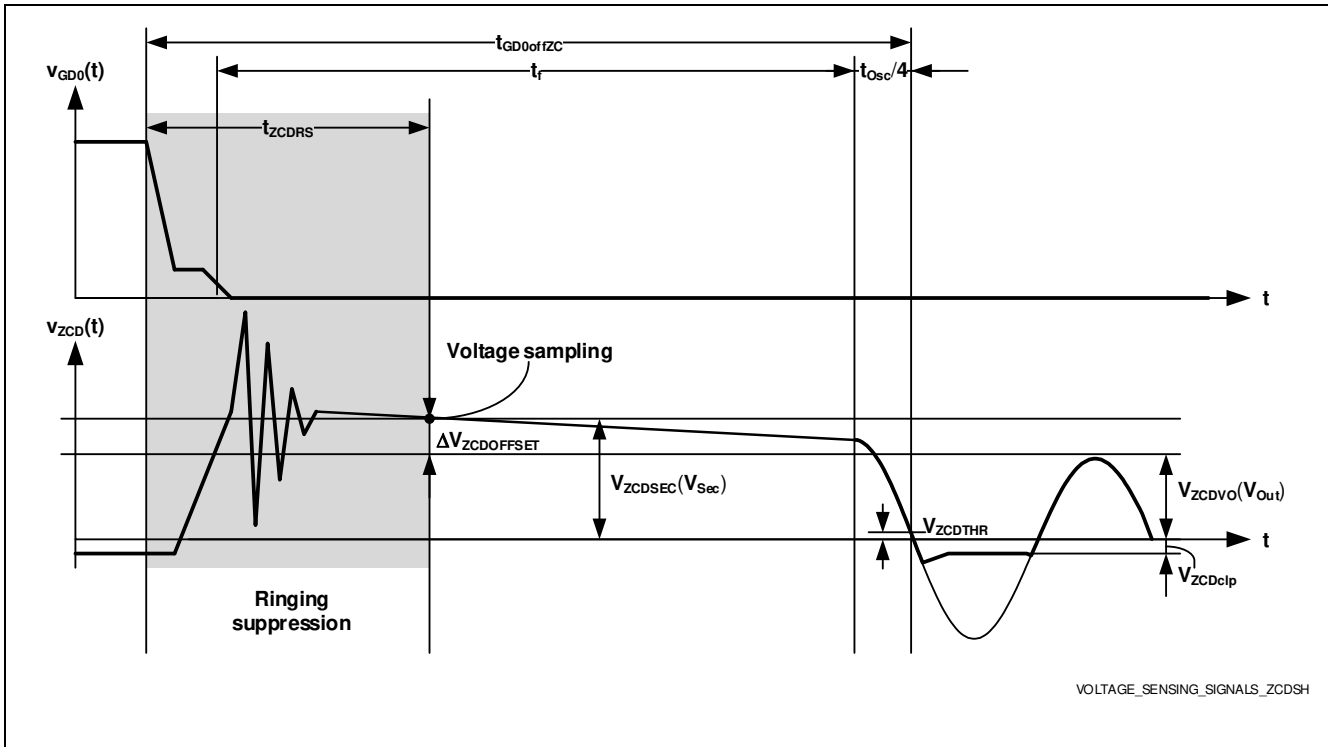 tGD0offZC
vGD0(t)
tf
tOsc/4
tZCDRS
t
vZCD(t)
Voltage sampling
ΔVZCDOFFSET
VZCDSEC(VSec)
VZCDVO(VOut)
VZCDTHR
t
VZCDclp
Ringing
suppression
VOLTAGE_SENSING_SIGNALS_ZCDSH